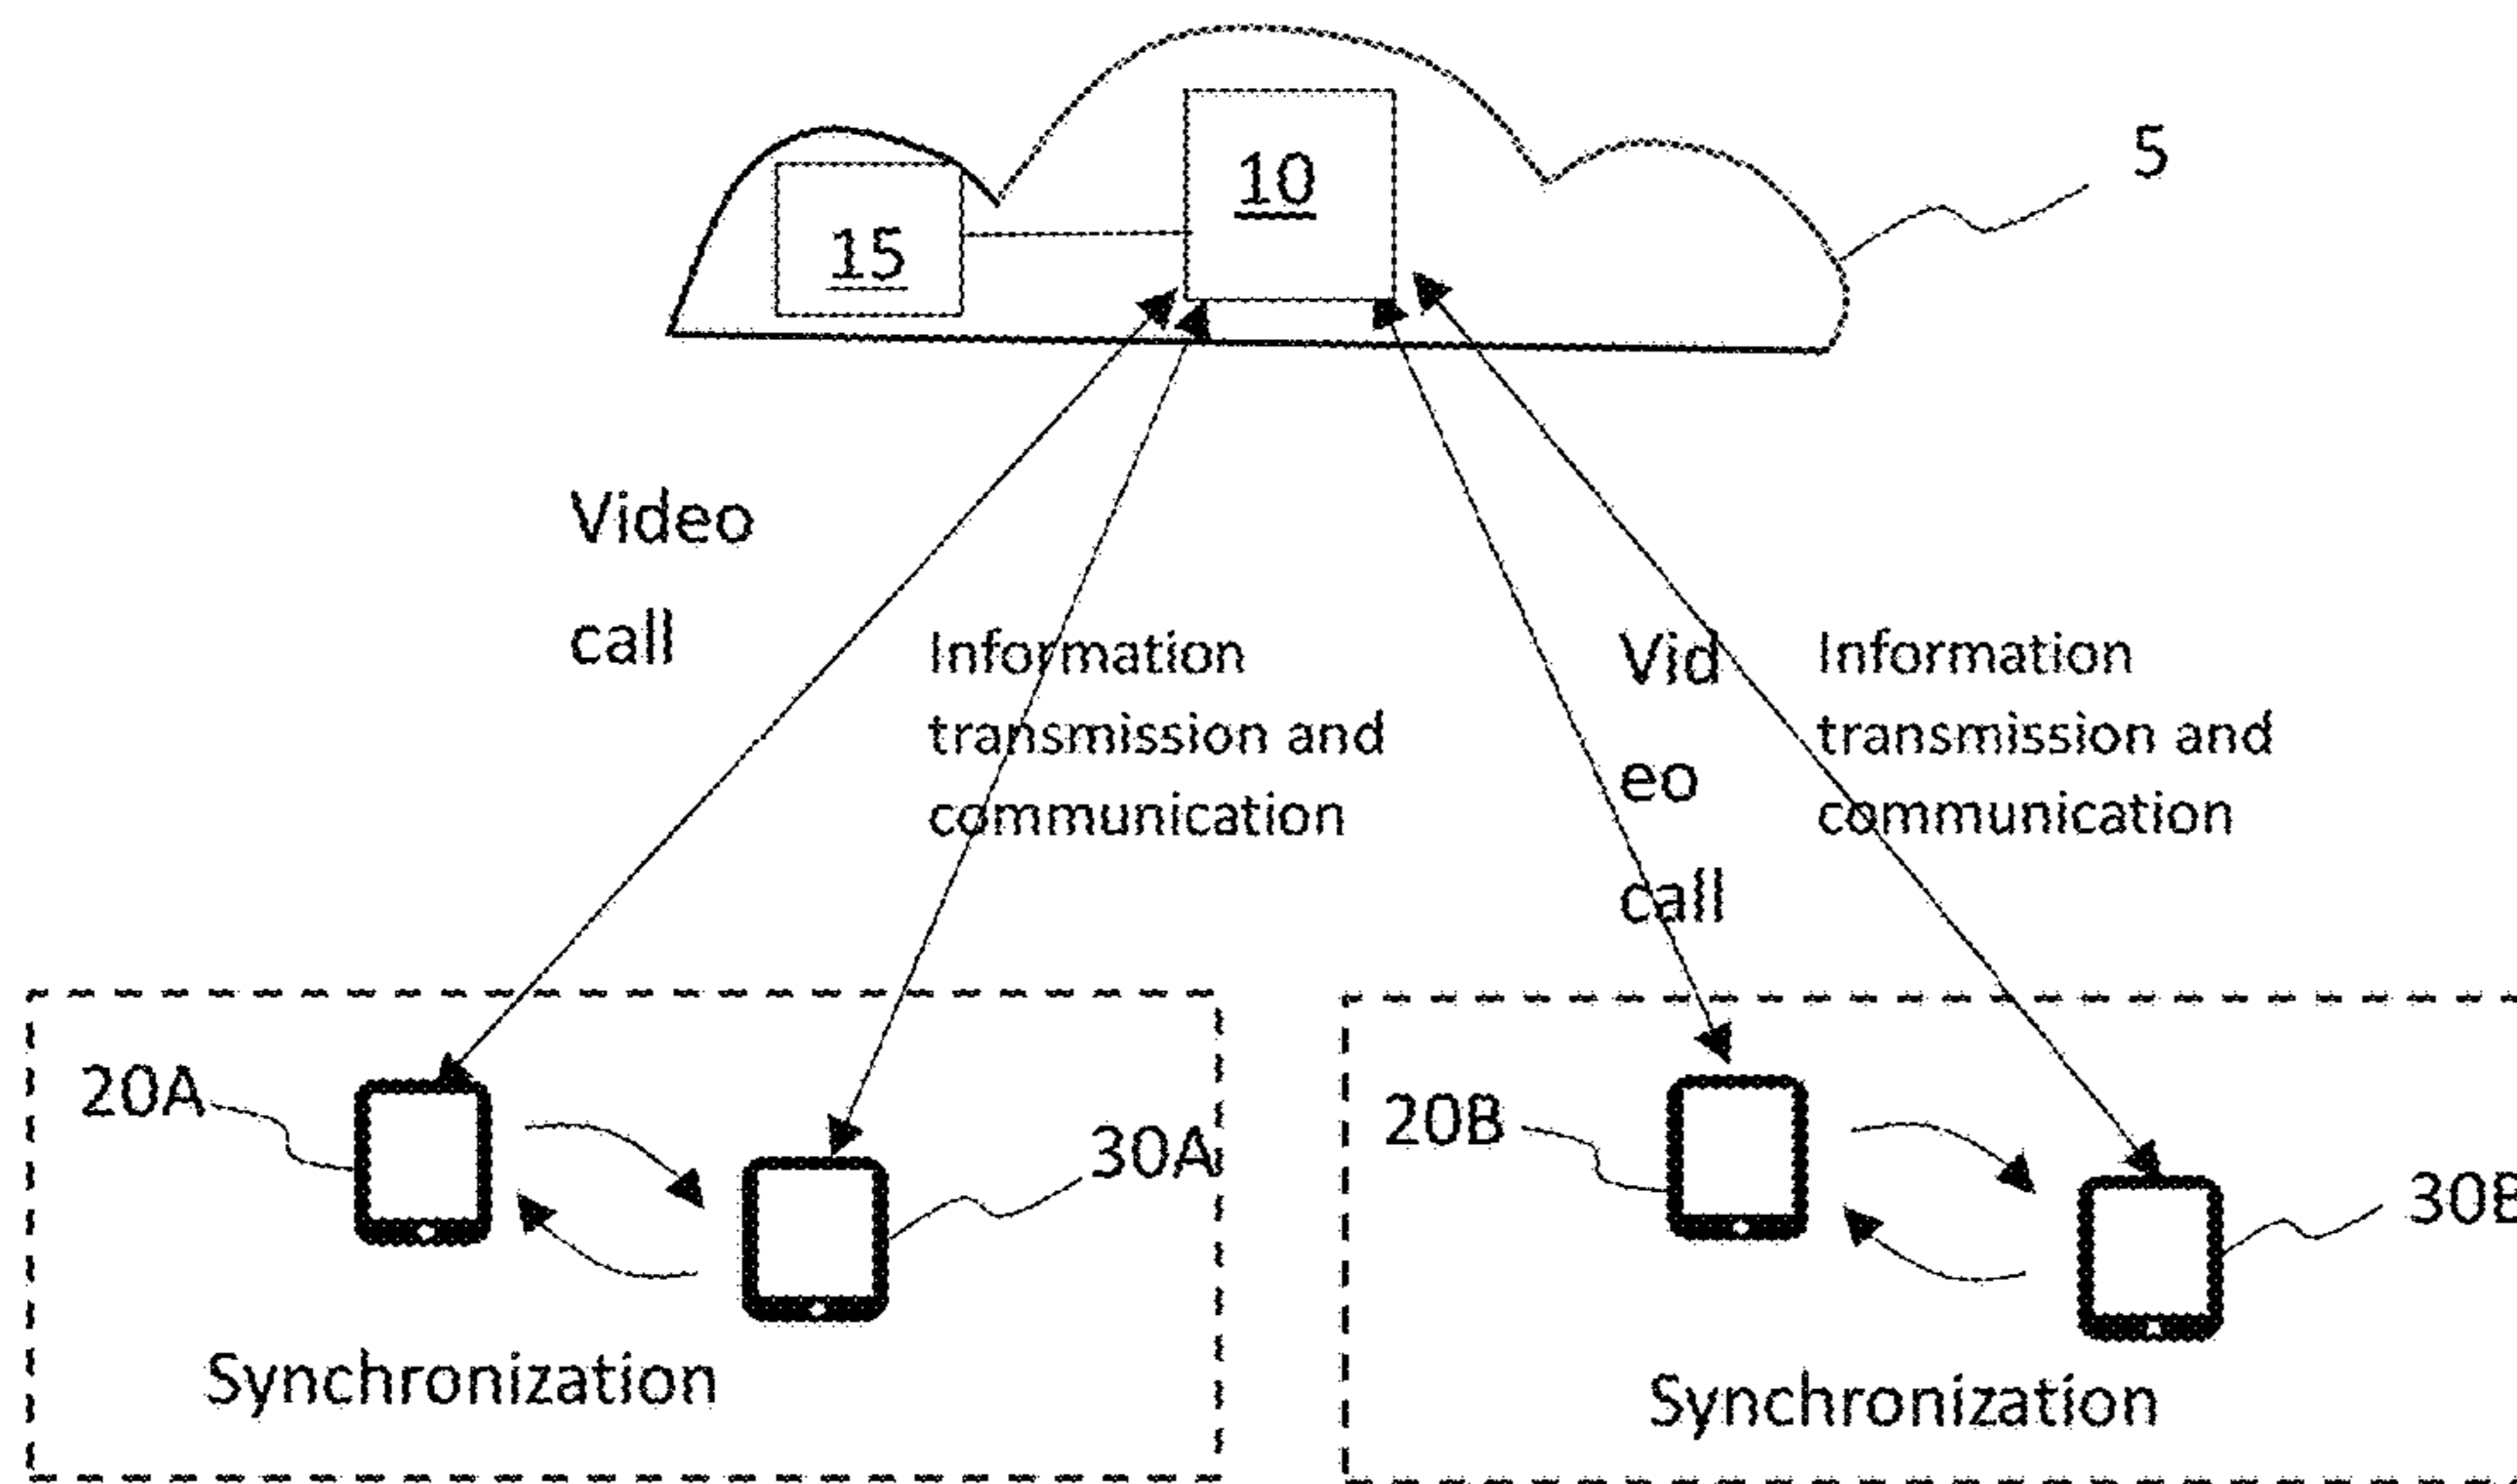 5
10
15
Video
call
Information
transmission and
communication
Vid
eo
call
Information
transmission and
communication
20A
30A
Synchronization
20B
30B
Synchronization